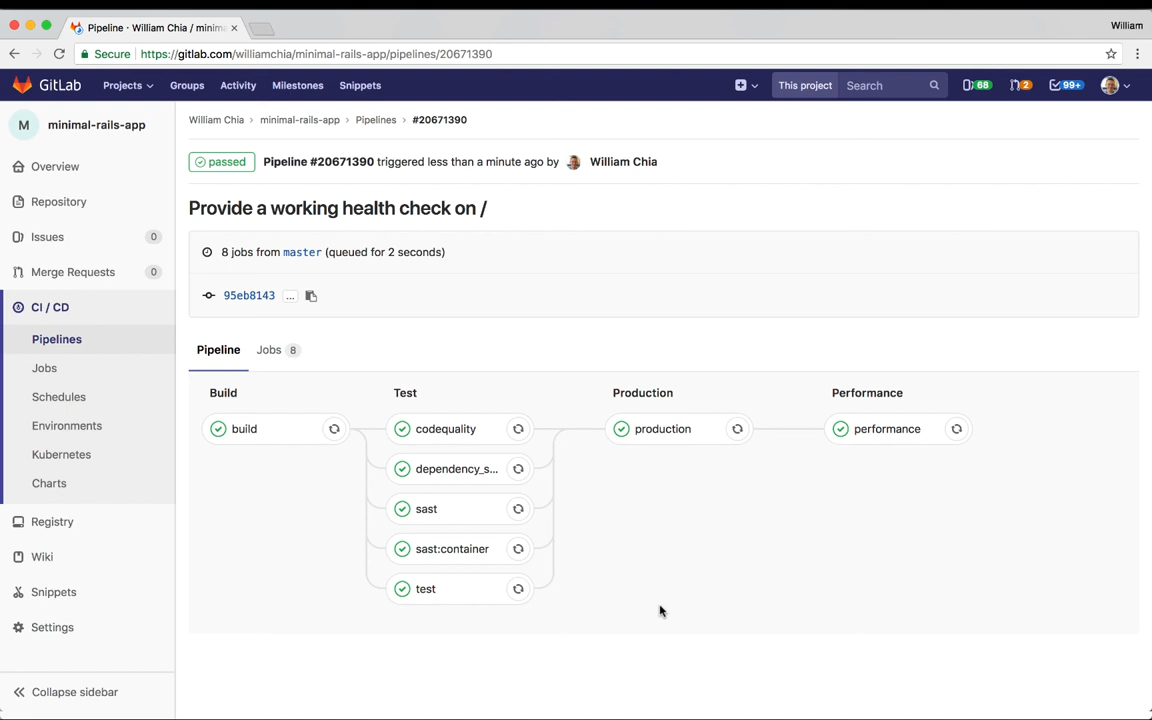 Pipeline · William Chia / minima
William
Secure https://gitlab.com/williamchia/minimal-rails-app/pipelines/20671390
GitLab Projects Groups Activity Milestones Snippets This project Search 68 2 99+
M minimal-rails-app
William Chia › minimal-rails-app › Pipelines › #20671390
Overview
passed Pipeline #20671390 triggered less than a minute ago by William Chia
Repository
Provide a working health check on /
Issues 0
8 jobs from master (queued for 2 seconds)
Merge Requests 0
95eb8143 ...
CI / CD
Pipelines
Pipeline Jobs 8
Jobs
Build Test Production Performance
Schedules
build codequality production performance
Environments
Kubernetes
dependency_s...
Charts
sast
Registry
sast:container
Wiki
Snippets
test
Settings
Collapse sidebar